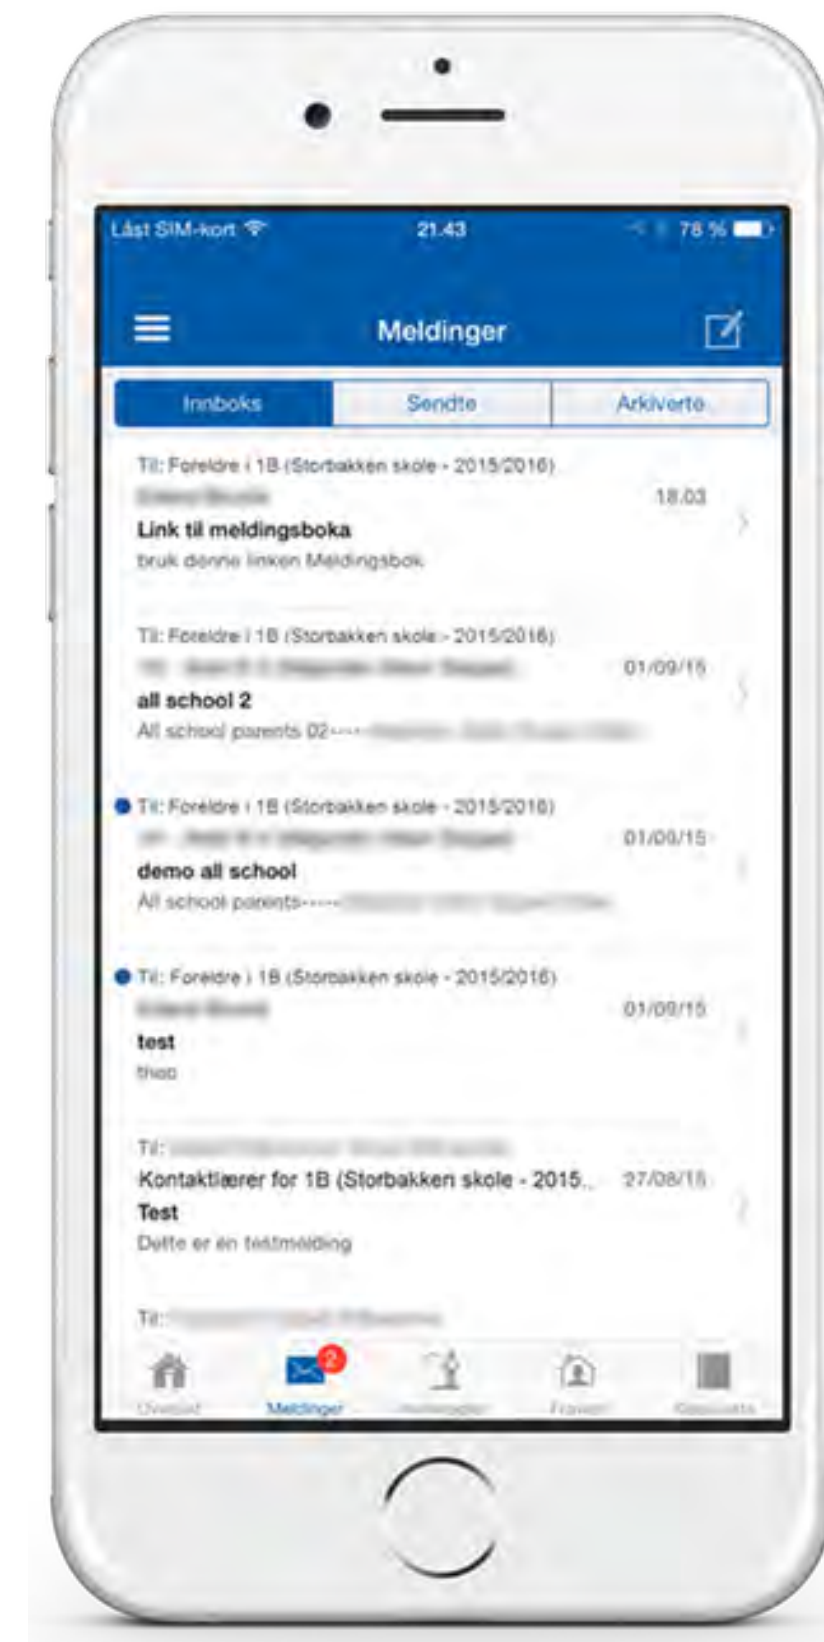 Låst SIM-kort 21.43 78 %
Meldinger
Innboks Sendte Arkiverte
Til: Foreldre i 1B (Storbakken skole - 2015/2016)
18.03
Link til meldingsboka
bruk denne linken Meldingsbok
Til: Foreldre i 1B (Storbakken skole - 2015/2016)
01/09/15
all school 2
All school parents 02----
Til: Foreldre i 1B (Storbakken skole - 2015/2016)
01/09/15
demo all school
All school parents-----
Til: Foreldre i 1B (Storbakken skole - 2015/2016)
01/09/15
test
Til:
Kontaktlærer for 1B (Storbakken skole - 2015... 27/08/15
Test
Dette er en testmelding
Til:
2
Meldinger